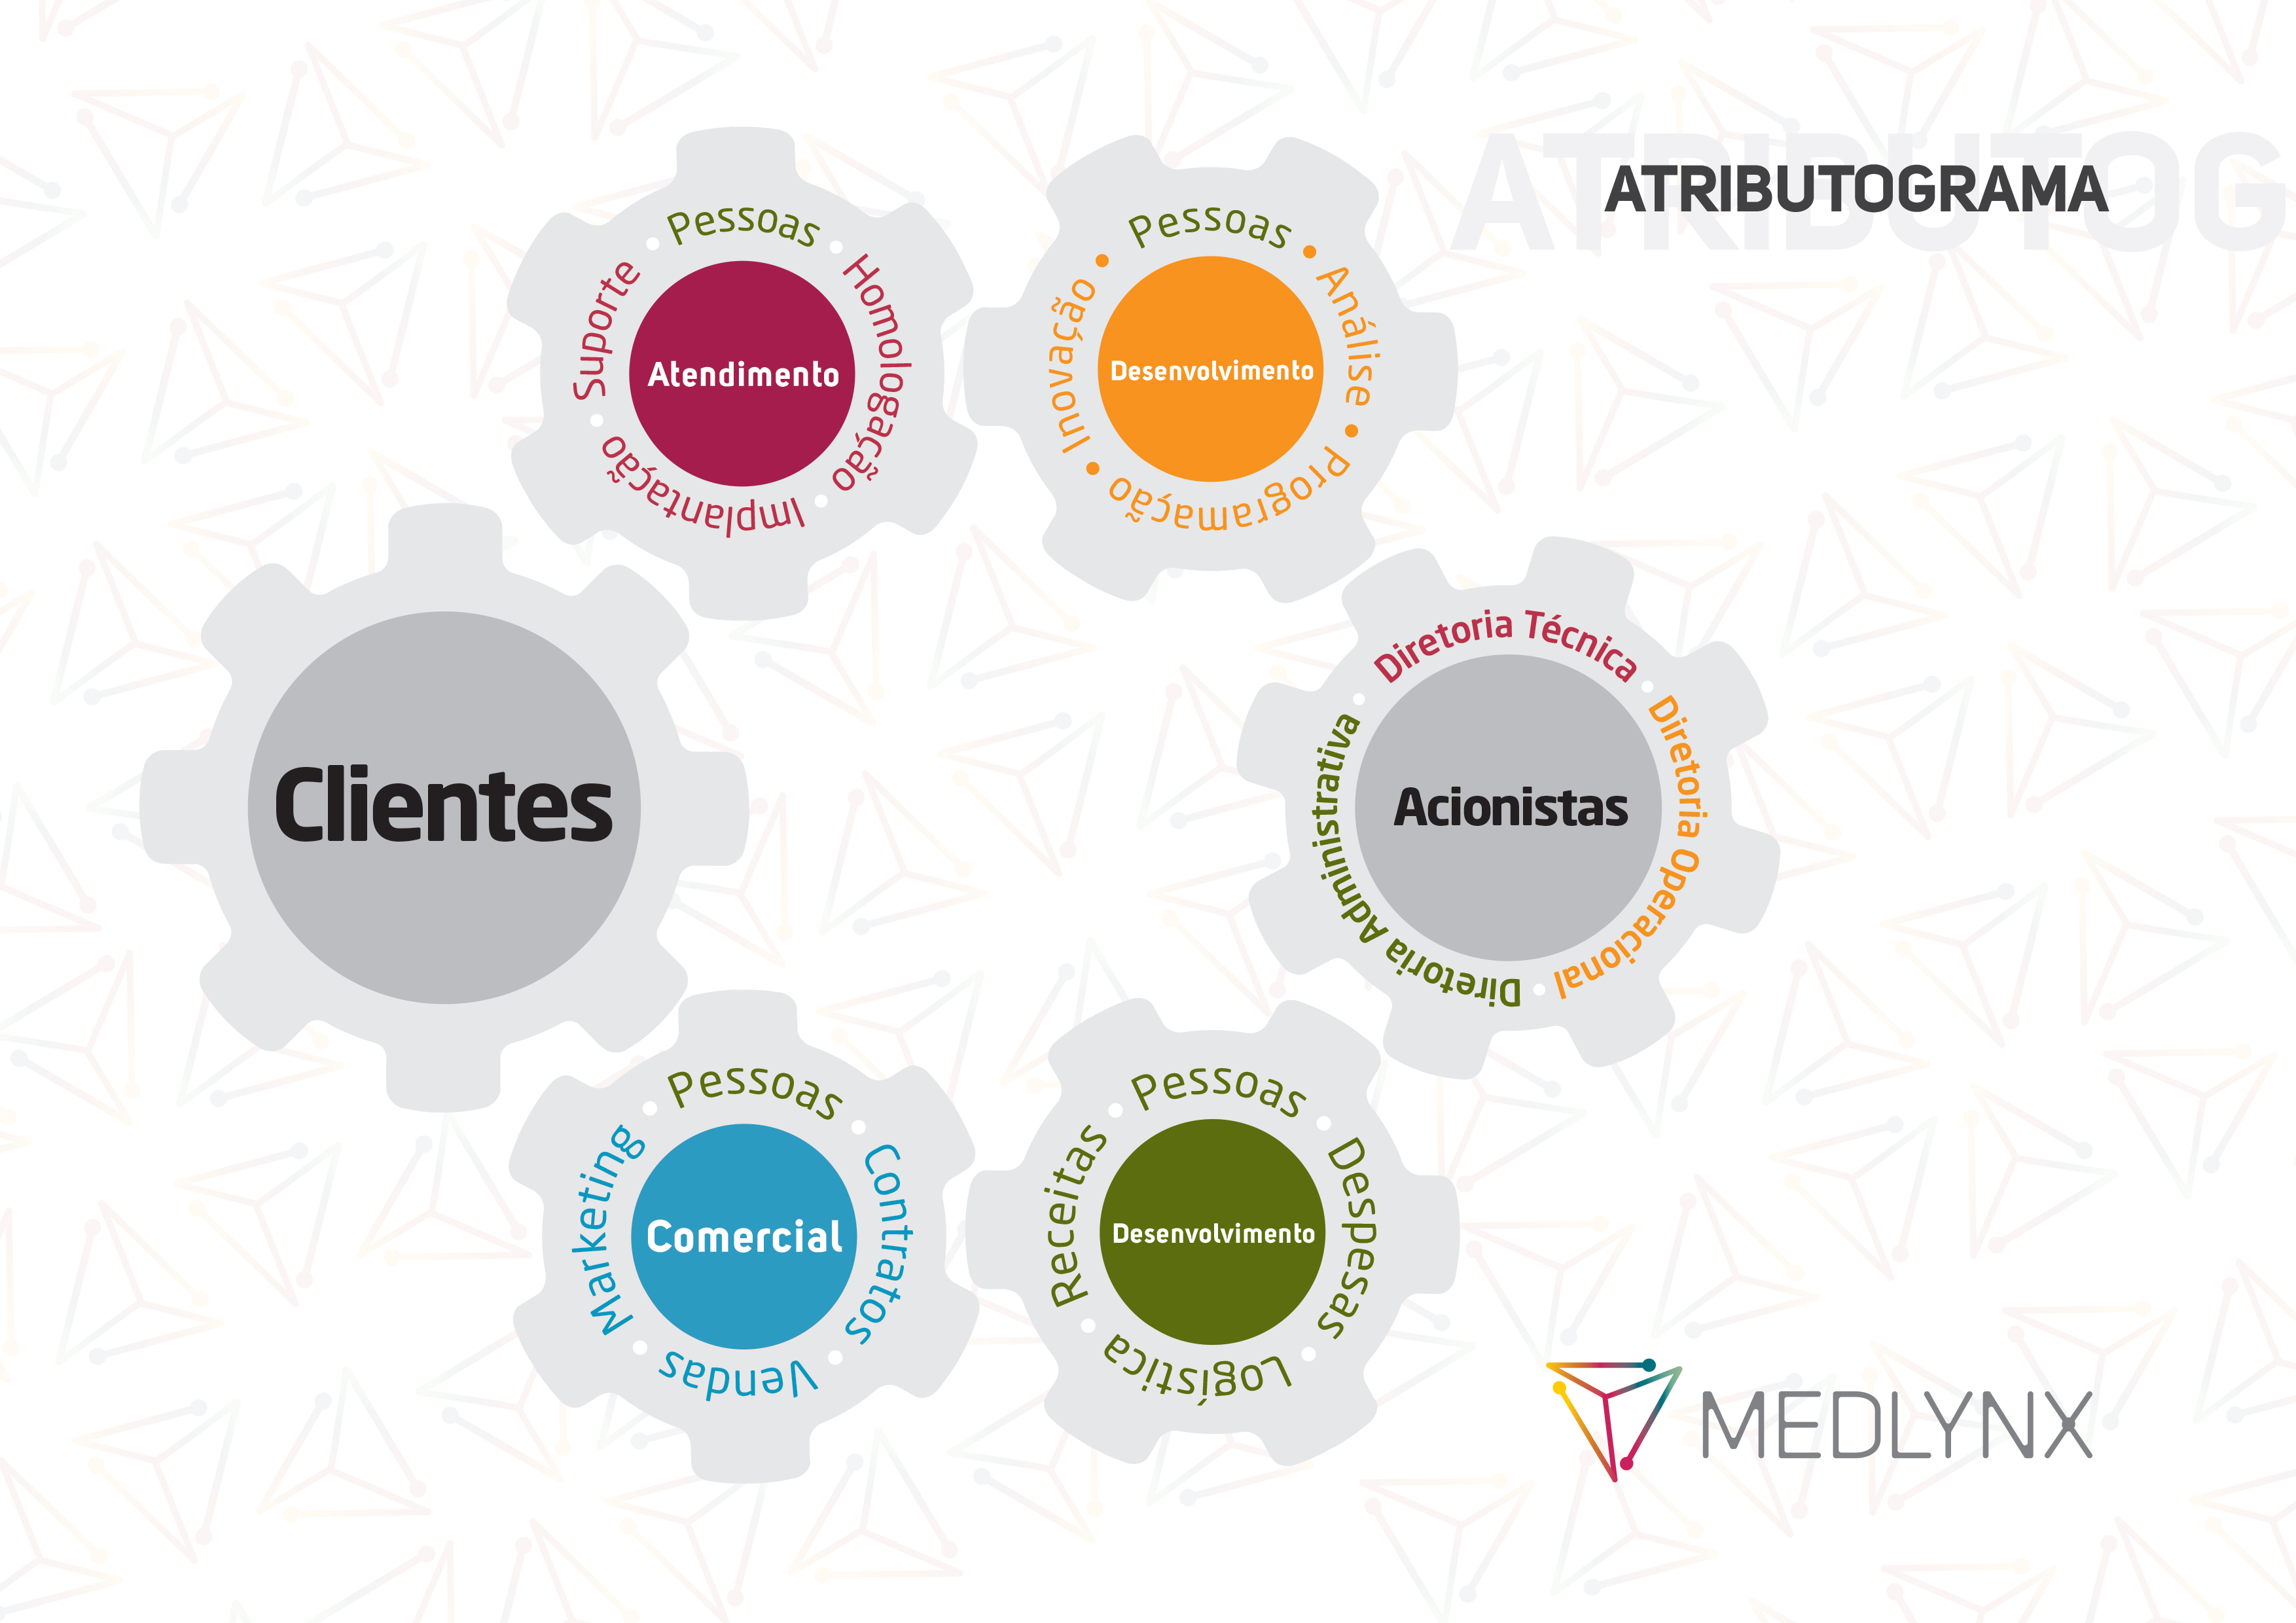 ATRIBUTOG
ATRIBUTOGRAMA
Pessoas
Homologação
Implantação
Suporte
Atendimento
Pessoas
Análise
Programação
Inovação
Desenvolvimento
Clientes
Diretoria Técnica
Diretoria Operacional
Diretoria Administrativa
Acionistas
Pessoas
Contratos
Vendas
Marketing
Comercial
Pessoas
Despesas
Logística
Receitas
Desenvolvimento
MEDLYNX